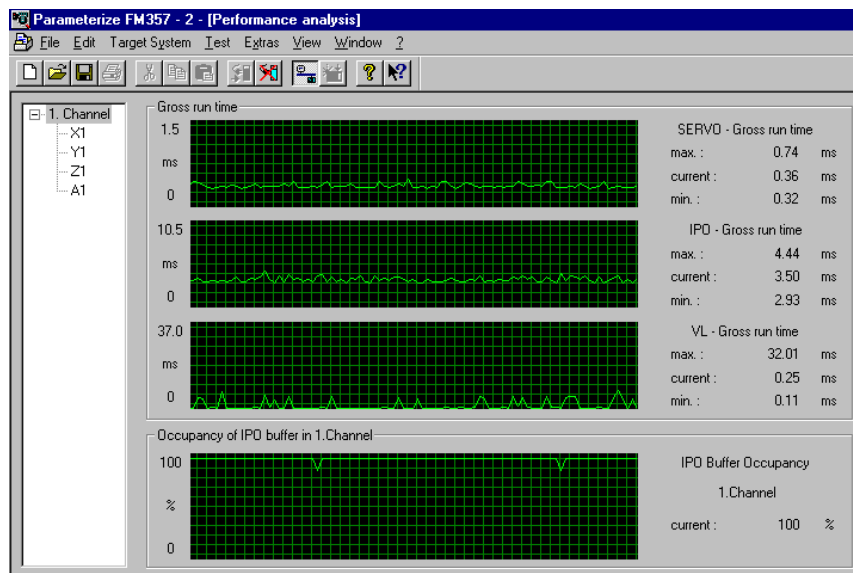 Parameterize FM357 - 2 - [Performance analysis]
File Edit Target System Test Extras View Window ?
1. Channel
X1
Y1
Z1
A1
Gross run time
1.5
ms
0
SERVO - Gross run time
max. : 0.74 ms
current : 0.36 ms
min. : 0.32 ms
10.5
ms
0
IPO - Gross run time
max. : 4.44 ms
current : 3.50 ms
min. : 2.93 ms
37.0
ms
0
VL - Gross run time
max. : 32.01 ms
current : 0.25 ms
min. : 0.11 ms
Occupancy of IPO buffer in 1.Channel
100
%
0
IPO Buffer Occupancy
1.Channel
current : 100 %